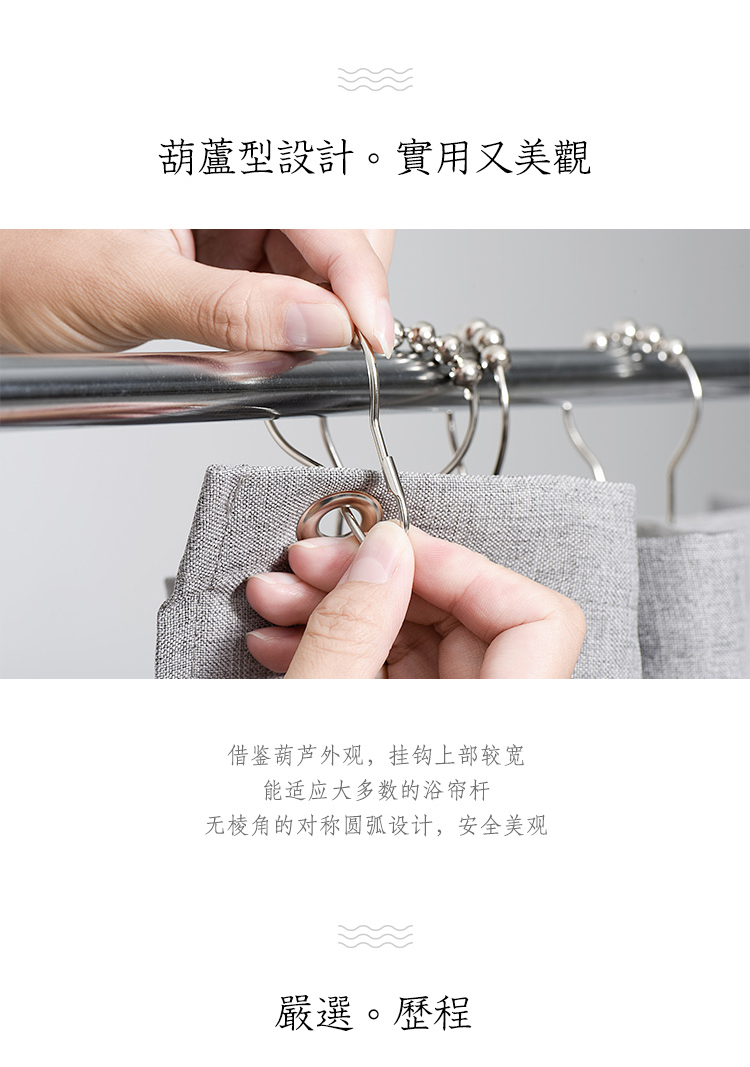 葫蘆型設計。實用又美觀
借鉴葫芦外观，挂钩上部较宽
能适应大多数的浴帘杆
无棱角的对称圆弧设计，安全美观
嚴選。歷程